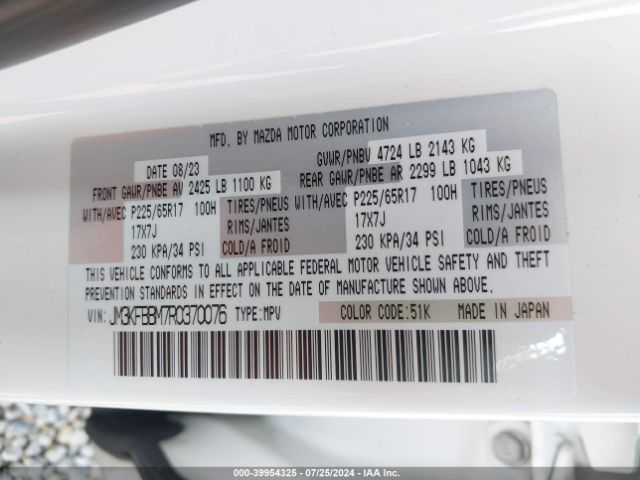 MFD. BY MAZDA MOTOR CORPORATION
DATE 08/23 GVWR/PNBV 4724 LB 2143 KG
FRONT GAWR/PNBE AV 2425 LB 1100 KG REAR GAWR/PNBE AR 2299 LB 1043 KG
WITH/AVEC P225/65R17 100H TIRES/PNEUS WITH/AVEC P225/65R17 100H TIRES/PNEUS
17X7J RIMS/JANTES 17X7J RIMS/JANTES
230 KPA/34 PSI COLD/A FROID 230 KPA/34 PSI COLD/A FROID
THIS VEHICLE CONFORMS TO ALL APPLICABLE FEDERAL MOTOR VEHICLE SAFETY AND THEFT
PREVENTION STANDARDS IN EFFECT ON THE DATE OF MANUFACTURE SHOWN ABOVE.
VIN: JM3KFBBM7R0370076 TYPE:MPV COLOR CODE:51K MADE IN JAPAN
000-39954325 - 07/25/2024 - IAA Inc.